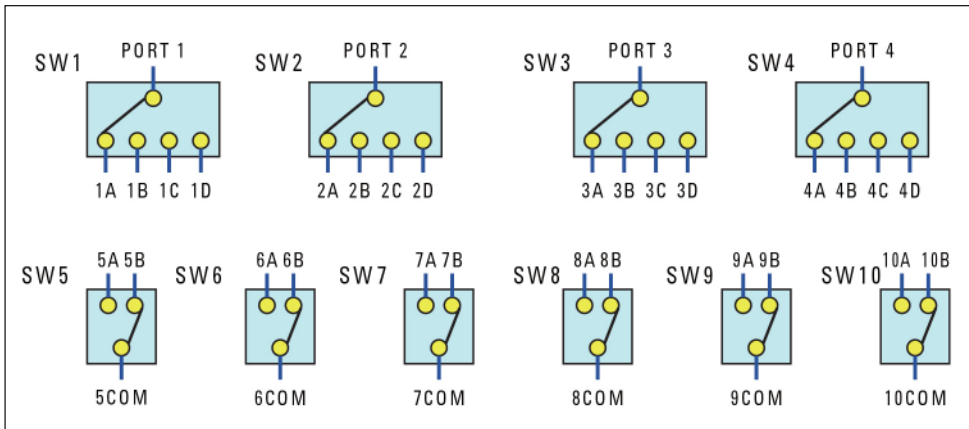 SW1 PORT 1 SW2 PORT 2 SW3 PORT 3 SW4 PORT 4
1A 1B 1C 1D 2A 2B 2C 2D 3A 3B 3C 3D 4A 4B 4C 4D
SW5 5A 5B SW6 6A 6B SW7 7A 7B SW8 8A 8B SW9 9A 9B SW10 10A 10B
5COM 6COM 7COM 8COM 9COM 10COM